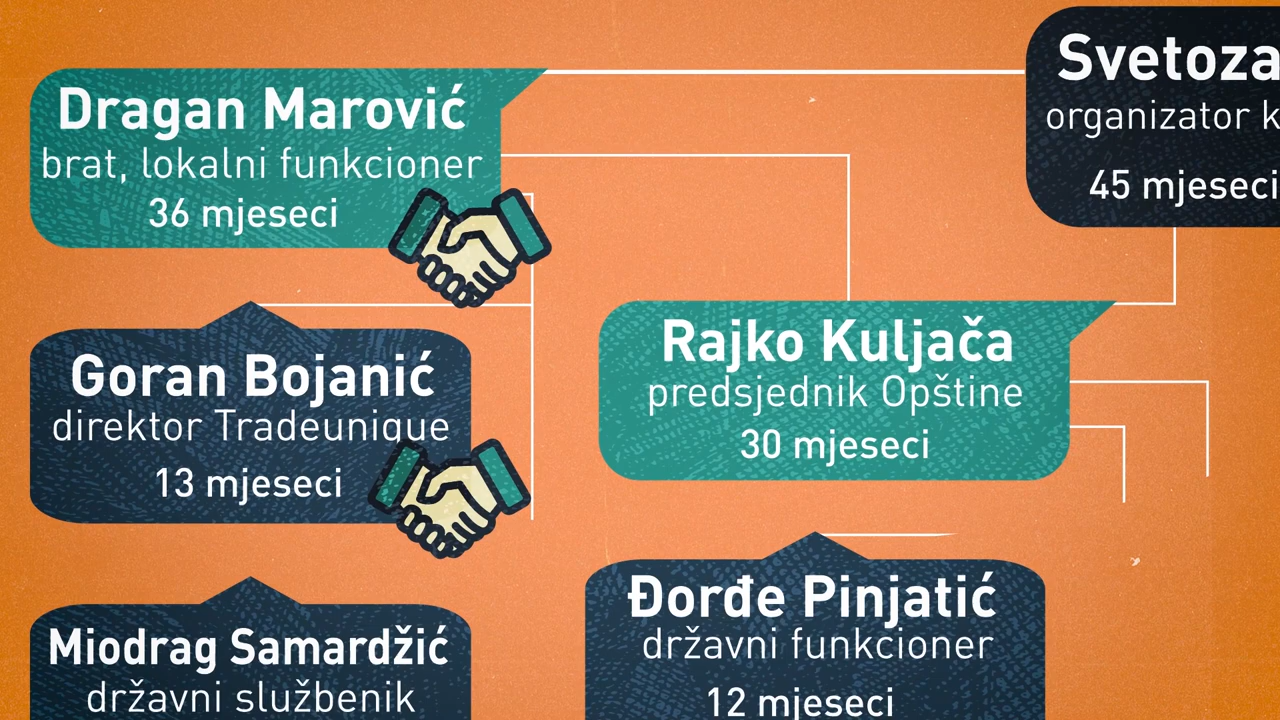 Dragan Marović
brat, lokalni funkcioner
36 mjeseci
Svetoza
organizator k
45 mjeseci
Goran Bojanić
direktor Tradeunique
13 mjeseci
Rajko Kuljača
predsjednik Opštine
30 mjeseci
Miodrag Samardžić
državni službenik
Đorđe Pinjatić
državni funkcioner
12 mjeseci